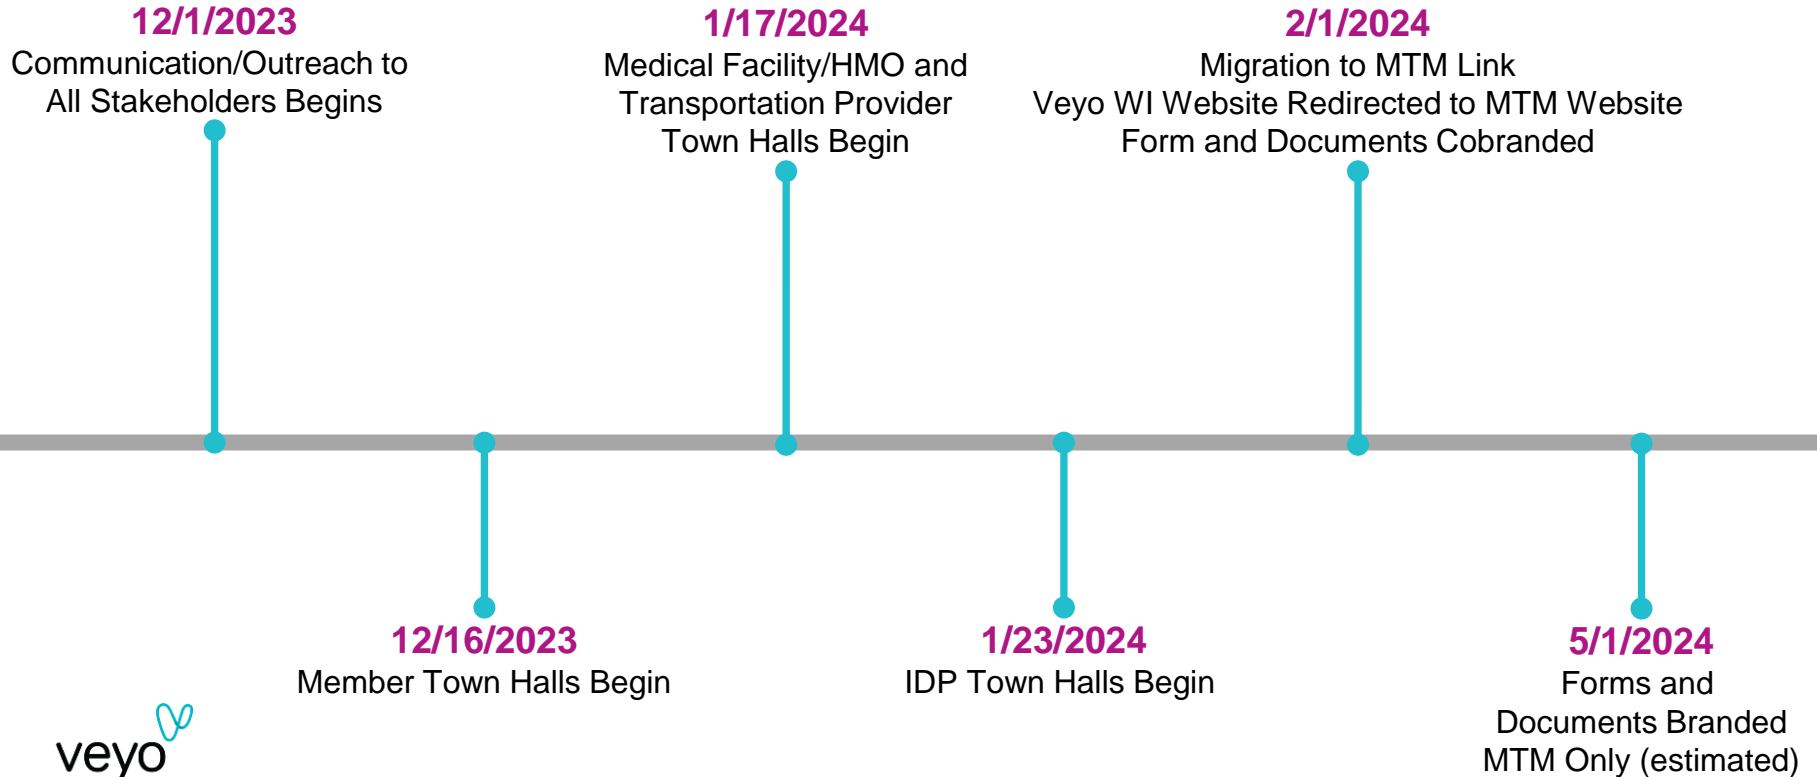 12/1/2023
Communication/Outreach to
All Stakeholders Begins
1/17/2024
Medical Facility/HMO and
Transportation Provider
Town Halls Begin
2/1/2024
Migration to MTM Link
Veyo WI Website Redirected to MTM Website
Form and Documents Cobranded
12/16/2023
Member Town Halls Begin
1/23/2024
IDP Town Halls Begin
5/1/2024
Forms and
Documents Branded
MTM Only (estimated)
veyo